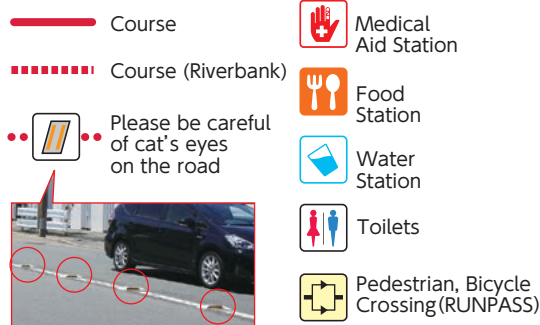 Course
Course (Riverbank)
Please be careful
of cat's eyes
on the road
Medical
Aid Station
Food
Station
Water
Station
Toilets
Pedestrian, Bicycle
Crossing(RUNPASS)